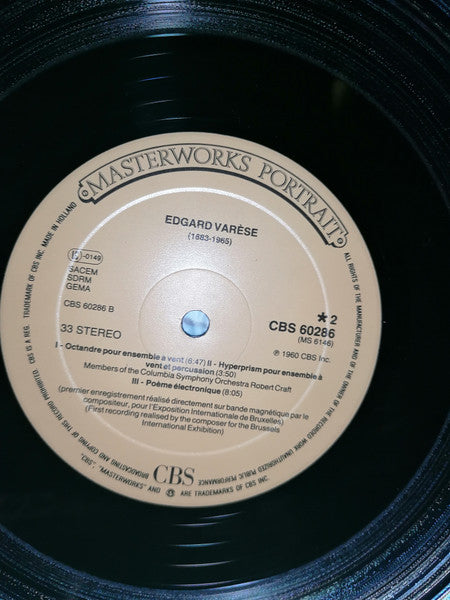 MASTERWORKS PORTRAIT
EDGARD VARÈSE
(1883-1965)
-0149
SACEM
SDRM
GEMA
CBS 60286 B
33 STEREO
* 2
CBS 60286
(MS 6146)
℗ 1960 CBS Inc.
I - Octandre pour ensemble à vent (6:47) II - Hyperprism pour ensemble à
vent et percussion (3:50)
Members of the Columbia Symphony Orchestra Robert Craft
III - Poème électronique (8:05)
(premier enregistrement réalisé directement sur bande magnétique par le
compositeur, pour l'Exposition Internationale de Bruxelles)
(First recording realised by the composer for the Brussels
International Exhibition)
CBS
ALL RIGHTS OF THE MANUFACTURER AND OF THE OWNER OF THE RECORDED WORK RESERVED. UNAUTHORIZED PUBLIC PERFORMANCE, BROADCASTING AND COPYING OF THIS RECORD PROHIBITED. CBS IS A REG. TRADEMARK OF CBS INC. MADE IN HOLLAND
"CBS", "MASTERWORKS" AND ARE TRADEMARKS OF CBS INC.